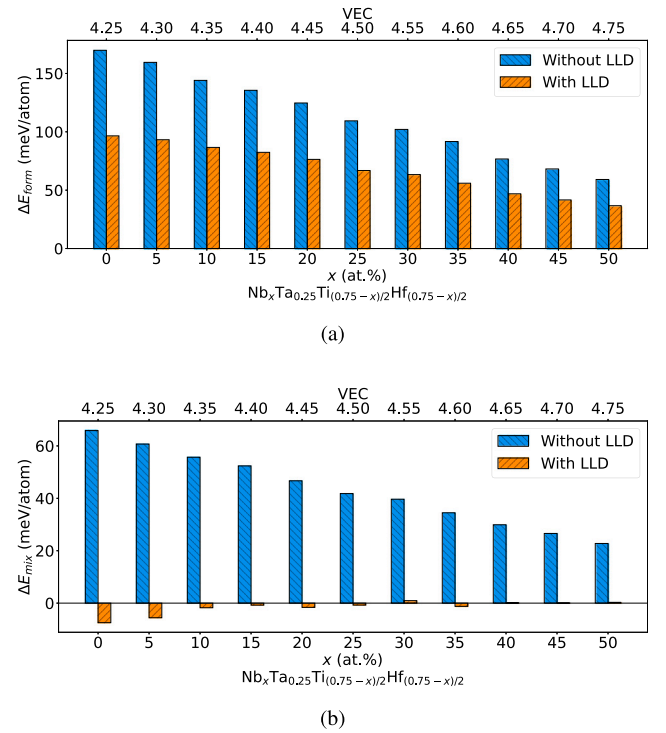 VEC
4.25 4.30 4.35 4.40 4.45 4.50 4.55 4.60 4.65 4.70 4.75
Without LLD
With LLD
ΔE_form (meV/atom)
150
100
50
0
0 5 10 15 20 25 30 35 40 45 50
x (at.%)
Nb_xTa_0.25Ti_(0.75−x)/2Hf_(0.75−x)/2
(a)
VEC
4.25 4.30 4.35 4.40 4.45 4.50 4.55 4.60 4.65 4.70 4.75
Without LLD
With LLD
ΔE_mix (meV/atom)
60
40
20
0
0 5 10 15 20 25 30 35 40 45 50
x (at.%)
Nb_xTa_0.25Ti_(0.75−x)/2Hf_(0.75−x)/2
(b)